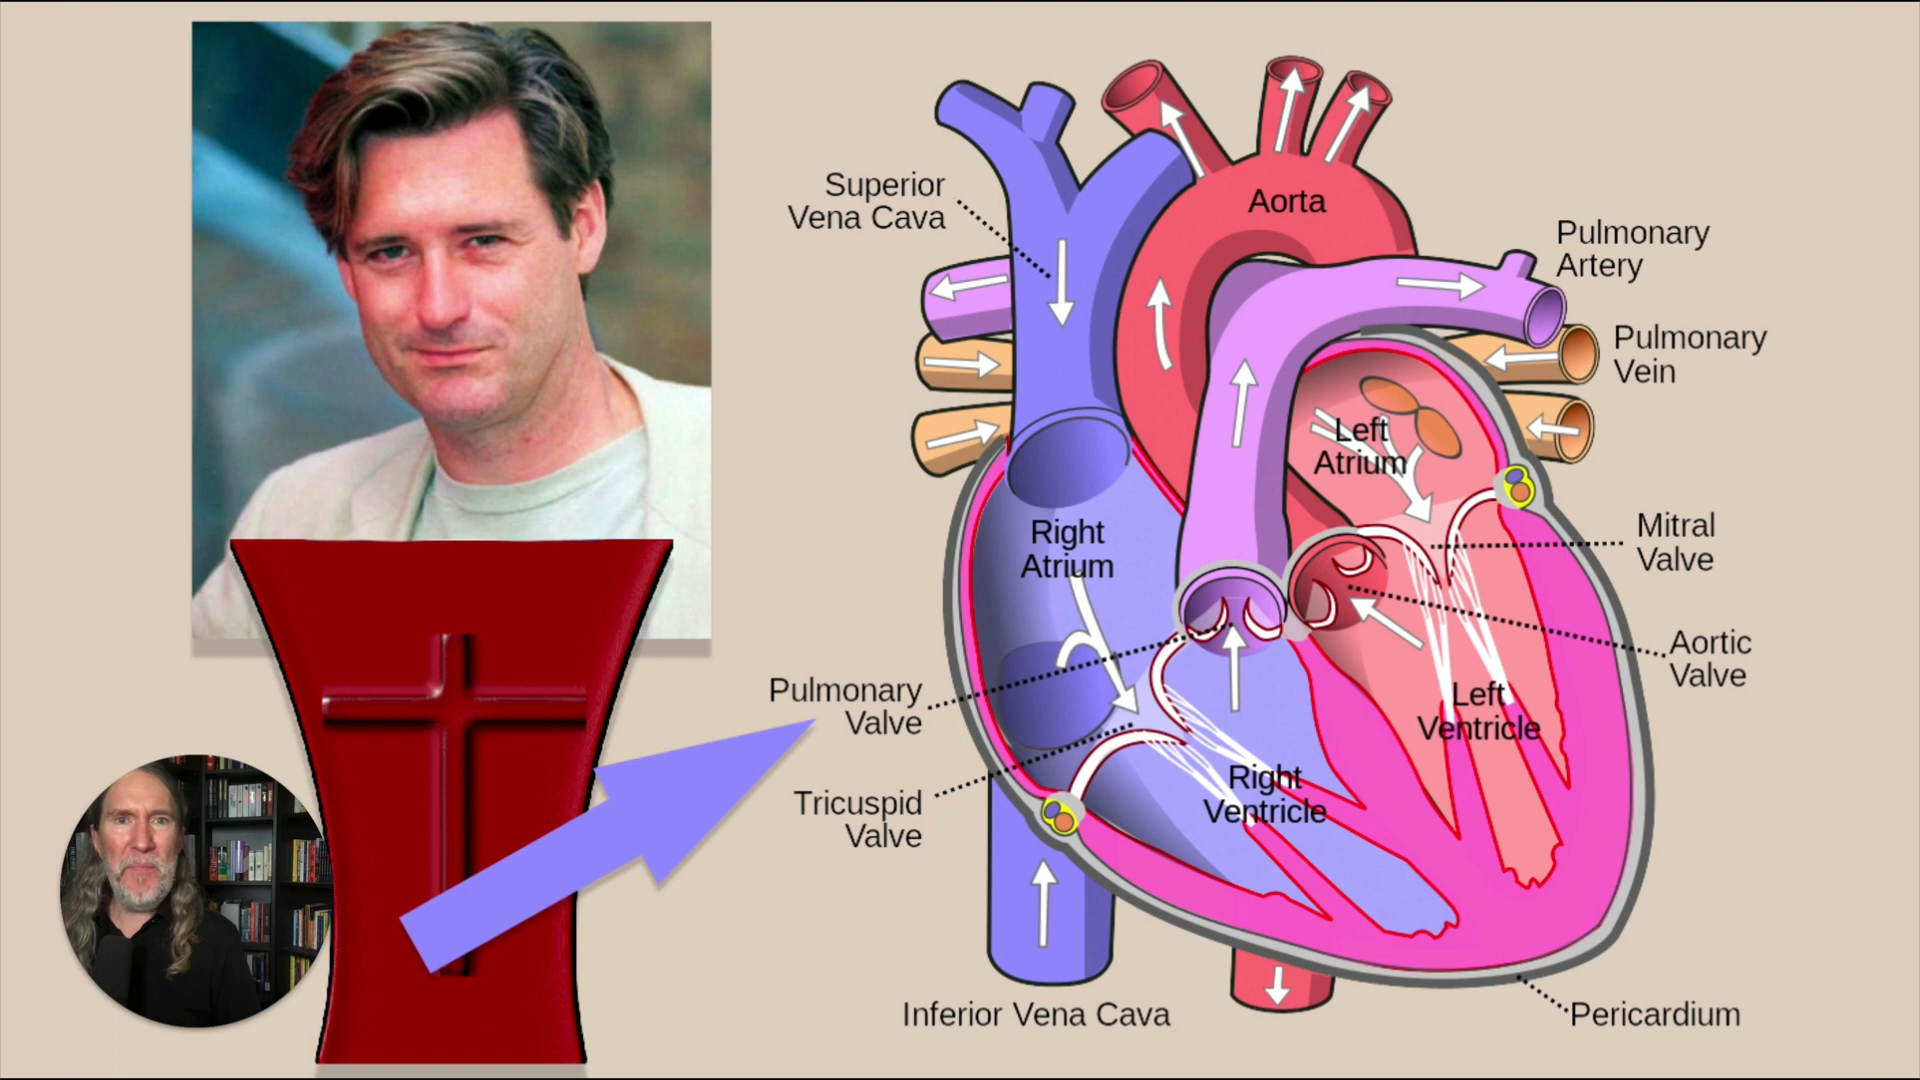 Superior
Vena Cava
Aorta
Pulmonary
Artery
Pulmonary
Vein
Left
Atrium
Right
Atrium
Mitral
Valve
Aortic
Valve
Pulmonary
Valve
Left
Ventricle
Right
Ventricle
Tricuspid
Valve
Inferior Vena Cava
Pericardium